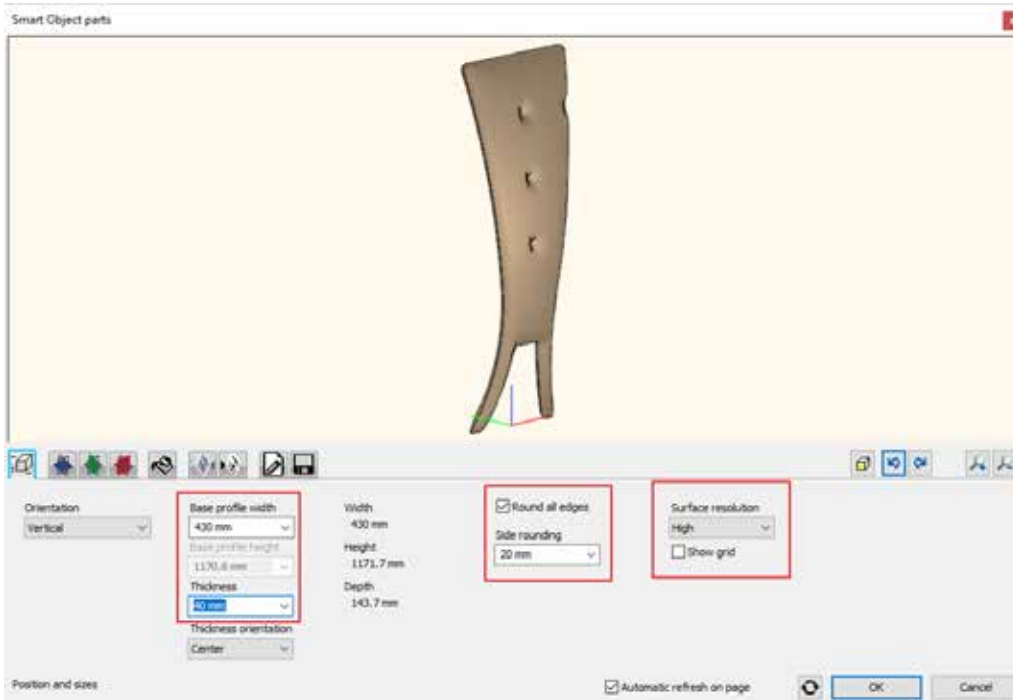 Smart Object parts
Orientation
Vertical
Base profile width
430 mm
Base profile height
1170.6 mm
Thickness
40 mm
Thickness orientation
Center
Width
430 mm
Height
1171.7 mm
Depth
143.7 mm
Round all edges
Side rounding
20 mm
Surface resolution
High
Show grid
Position and sizes
Automatic refresh on page
OK
Cancel